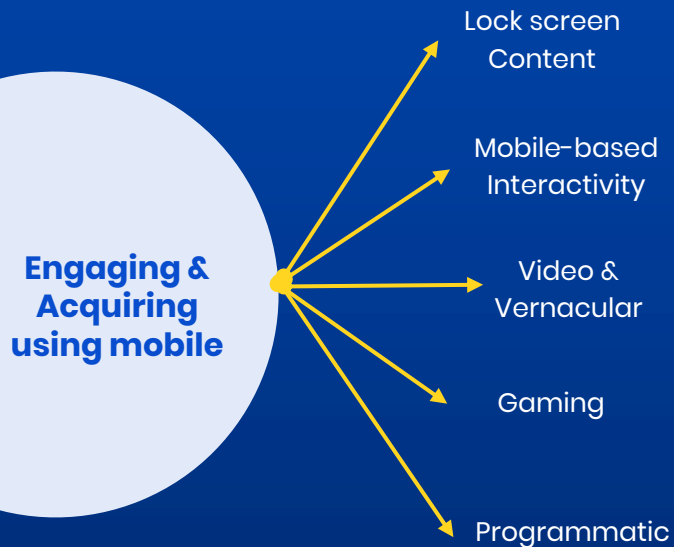 Engaging &
Acquiring
using mobile
Lock screen
Content
Mobile-based
Interactivity
Video &
Vernacular
Gaming
Programmatic